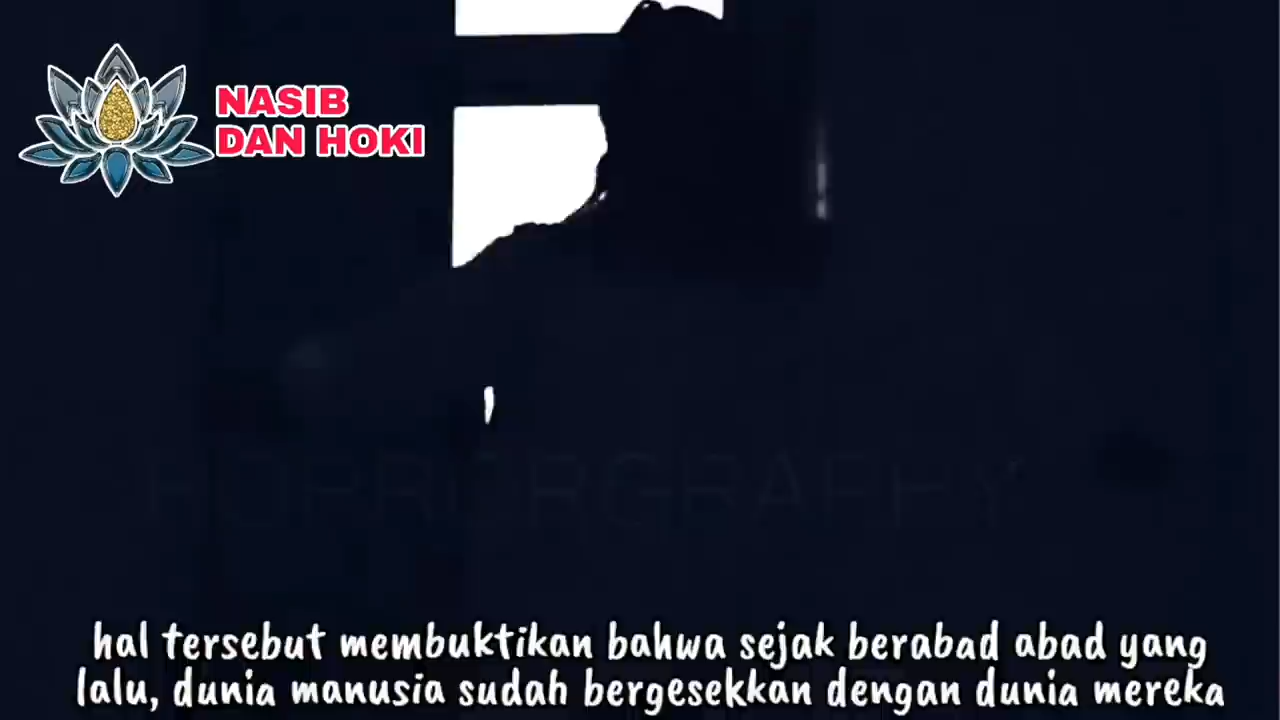 NASIB
DAN HOKI
HORRORGRAPHY
hal tersebut membuktikan bahwa sejak berabad abad yang
lalu, dunia manusia sudah bergesekkan dengan dunia mereka